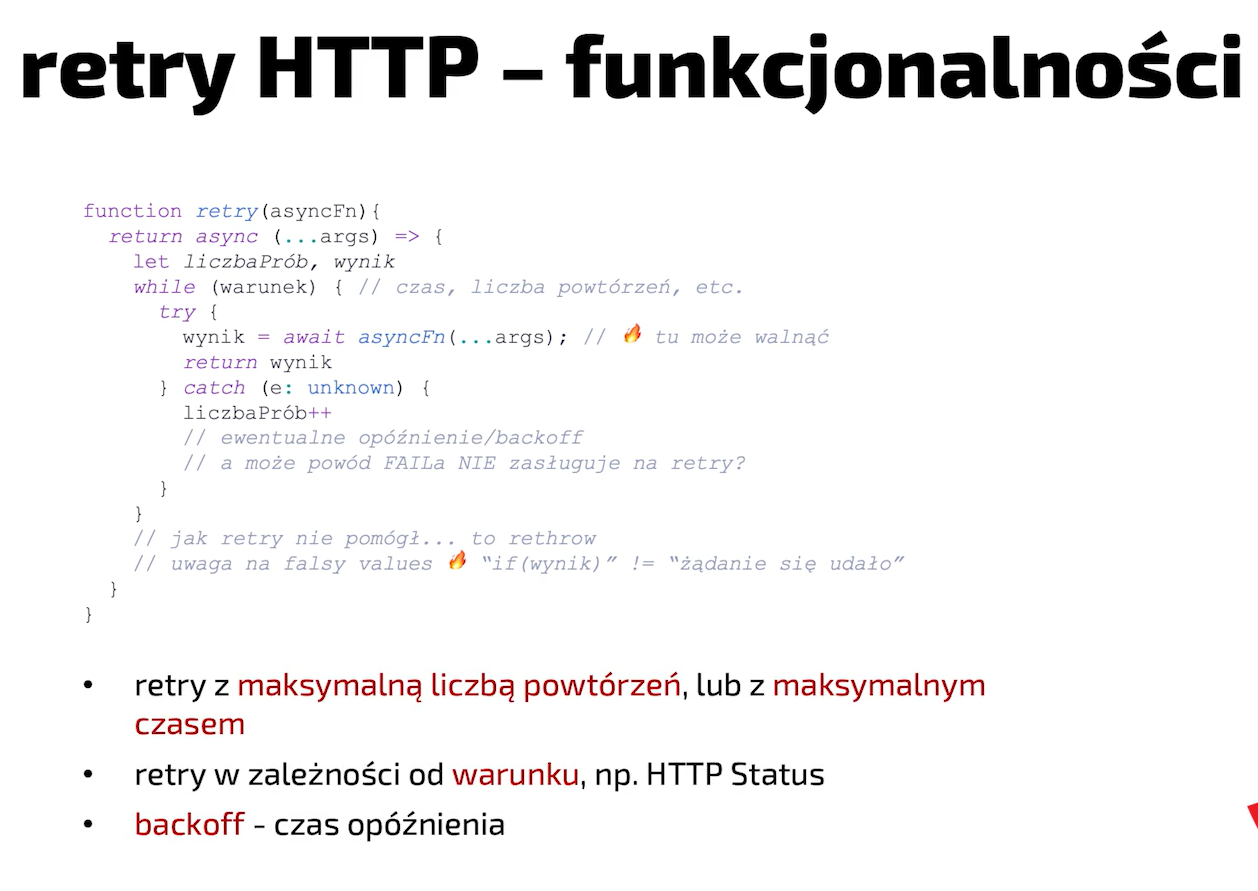 retry HTTP – funkcjonalności
function retry(asyncFn){
return async (...args) => {
let liczbaPrób, wynik
while (warunek) { // czas, liczba powtórzeń, etc.
try {
wynik = await asyncFn(...args); // 🔥 tu może walnąć
return wynik
} catch (e: unknown) {
liczbaPrób++
// ewentualne opóźnienie/backoff
// a może powód FAILa NIE zasługuje na retry?
}
}
// jak retry nie pomógł... to rethrow
// uwaga na falsy values 🔥 “if(wynik)” != “żądanie się udało”
}
}
• retry z maksymalną liczbą powtórzeń, lub z maksymalnym
czasem
• retry w zależności od warunku, np. HTTP Status
• backoff - czas opóźnienia